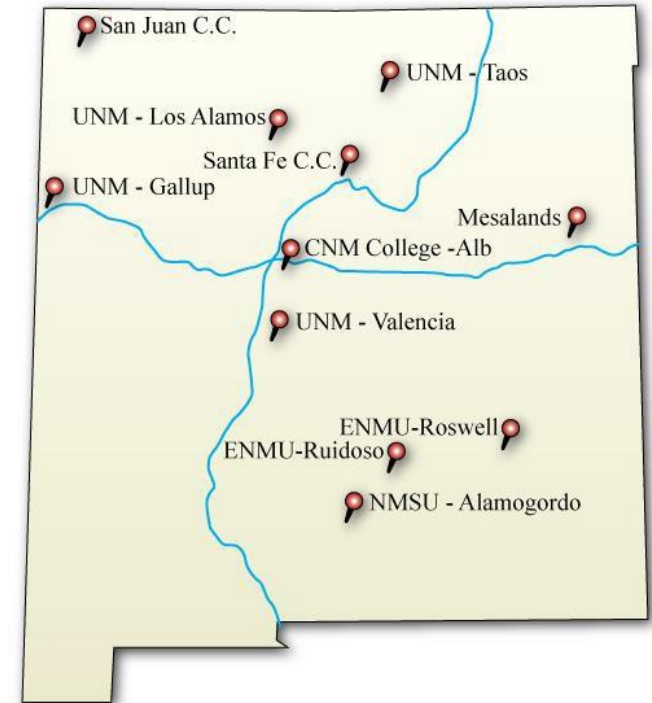 San Juan C.C.
UNM - Taos
UNM - Los Alamos
Santa Fe C.C.
UNM - Gallup
Mesalands
CNM College -Alb
UNM - Valencia
ENMU-Roswell
ENMU-Ruidoso
NMSU - Alamogordo